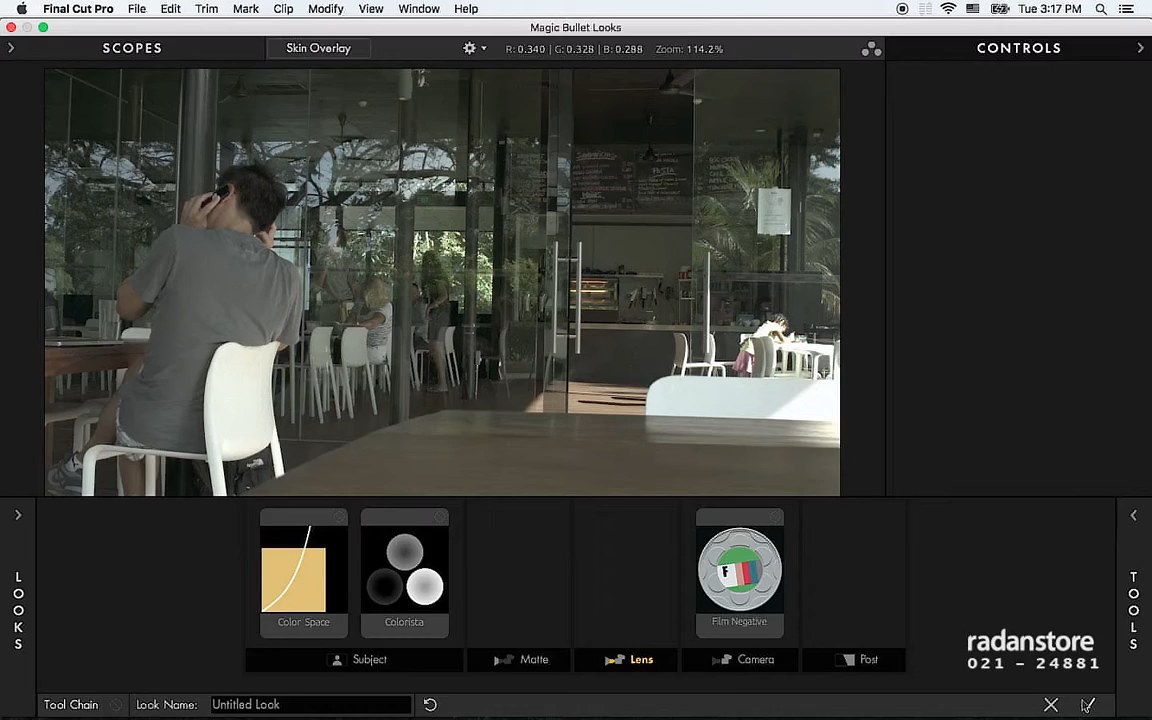 Final Cut Pro File Edit Trim Mark Clip Modify View Window Help Tue 3:17 PM
Magic Bullet Looks
SCOPES Skin Overlay R: 0.340 | G: 0.328 | B: 0.288 Zoom: 114.2% CONTROLS
SANDWICH
PASTA
F
Color Space Colorista Film Negative
Subject Matte Lens Camera Post
LOOKS
TOOLS
radanstore
021 - 24881
Tool Chain Look Name: Untitled Look